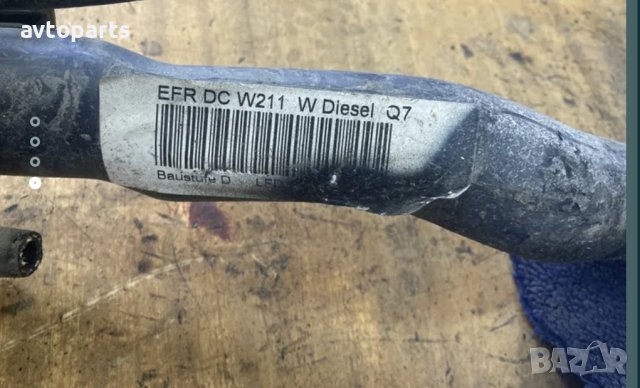 avtoparts
EFR DC W211 W Diesel Q7
Baustufe D
BAZAR